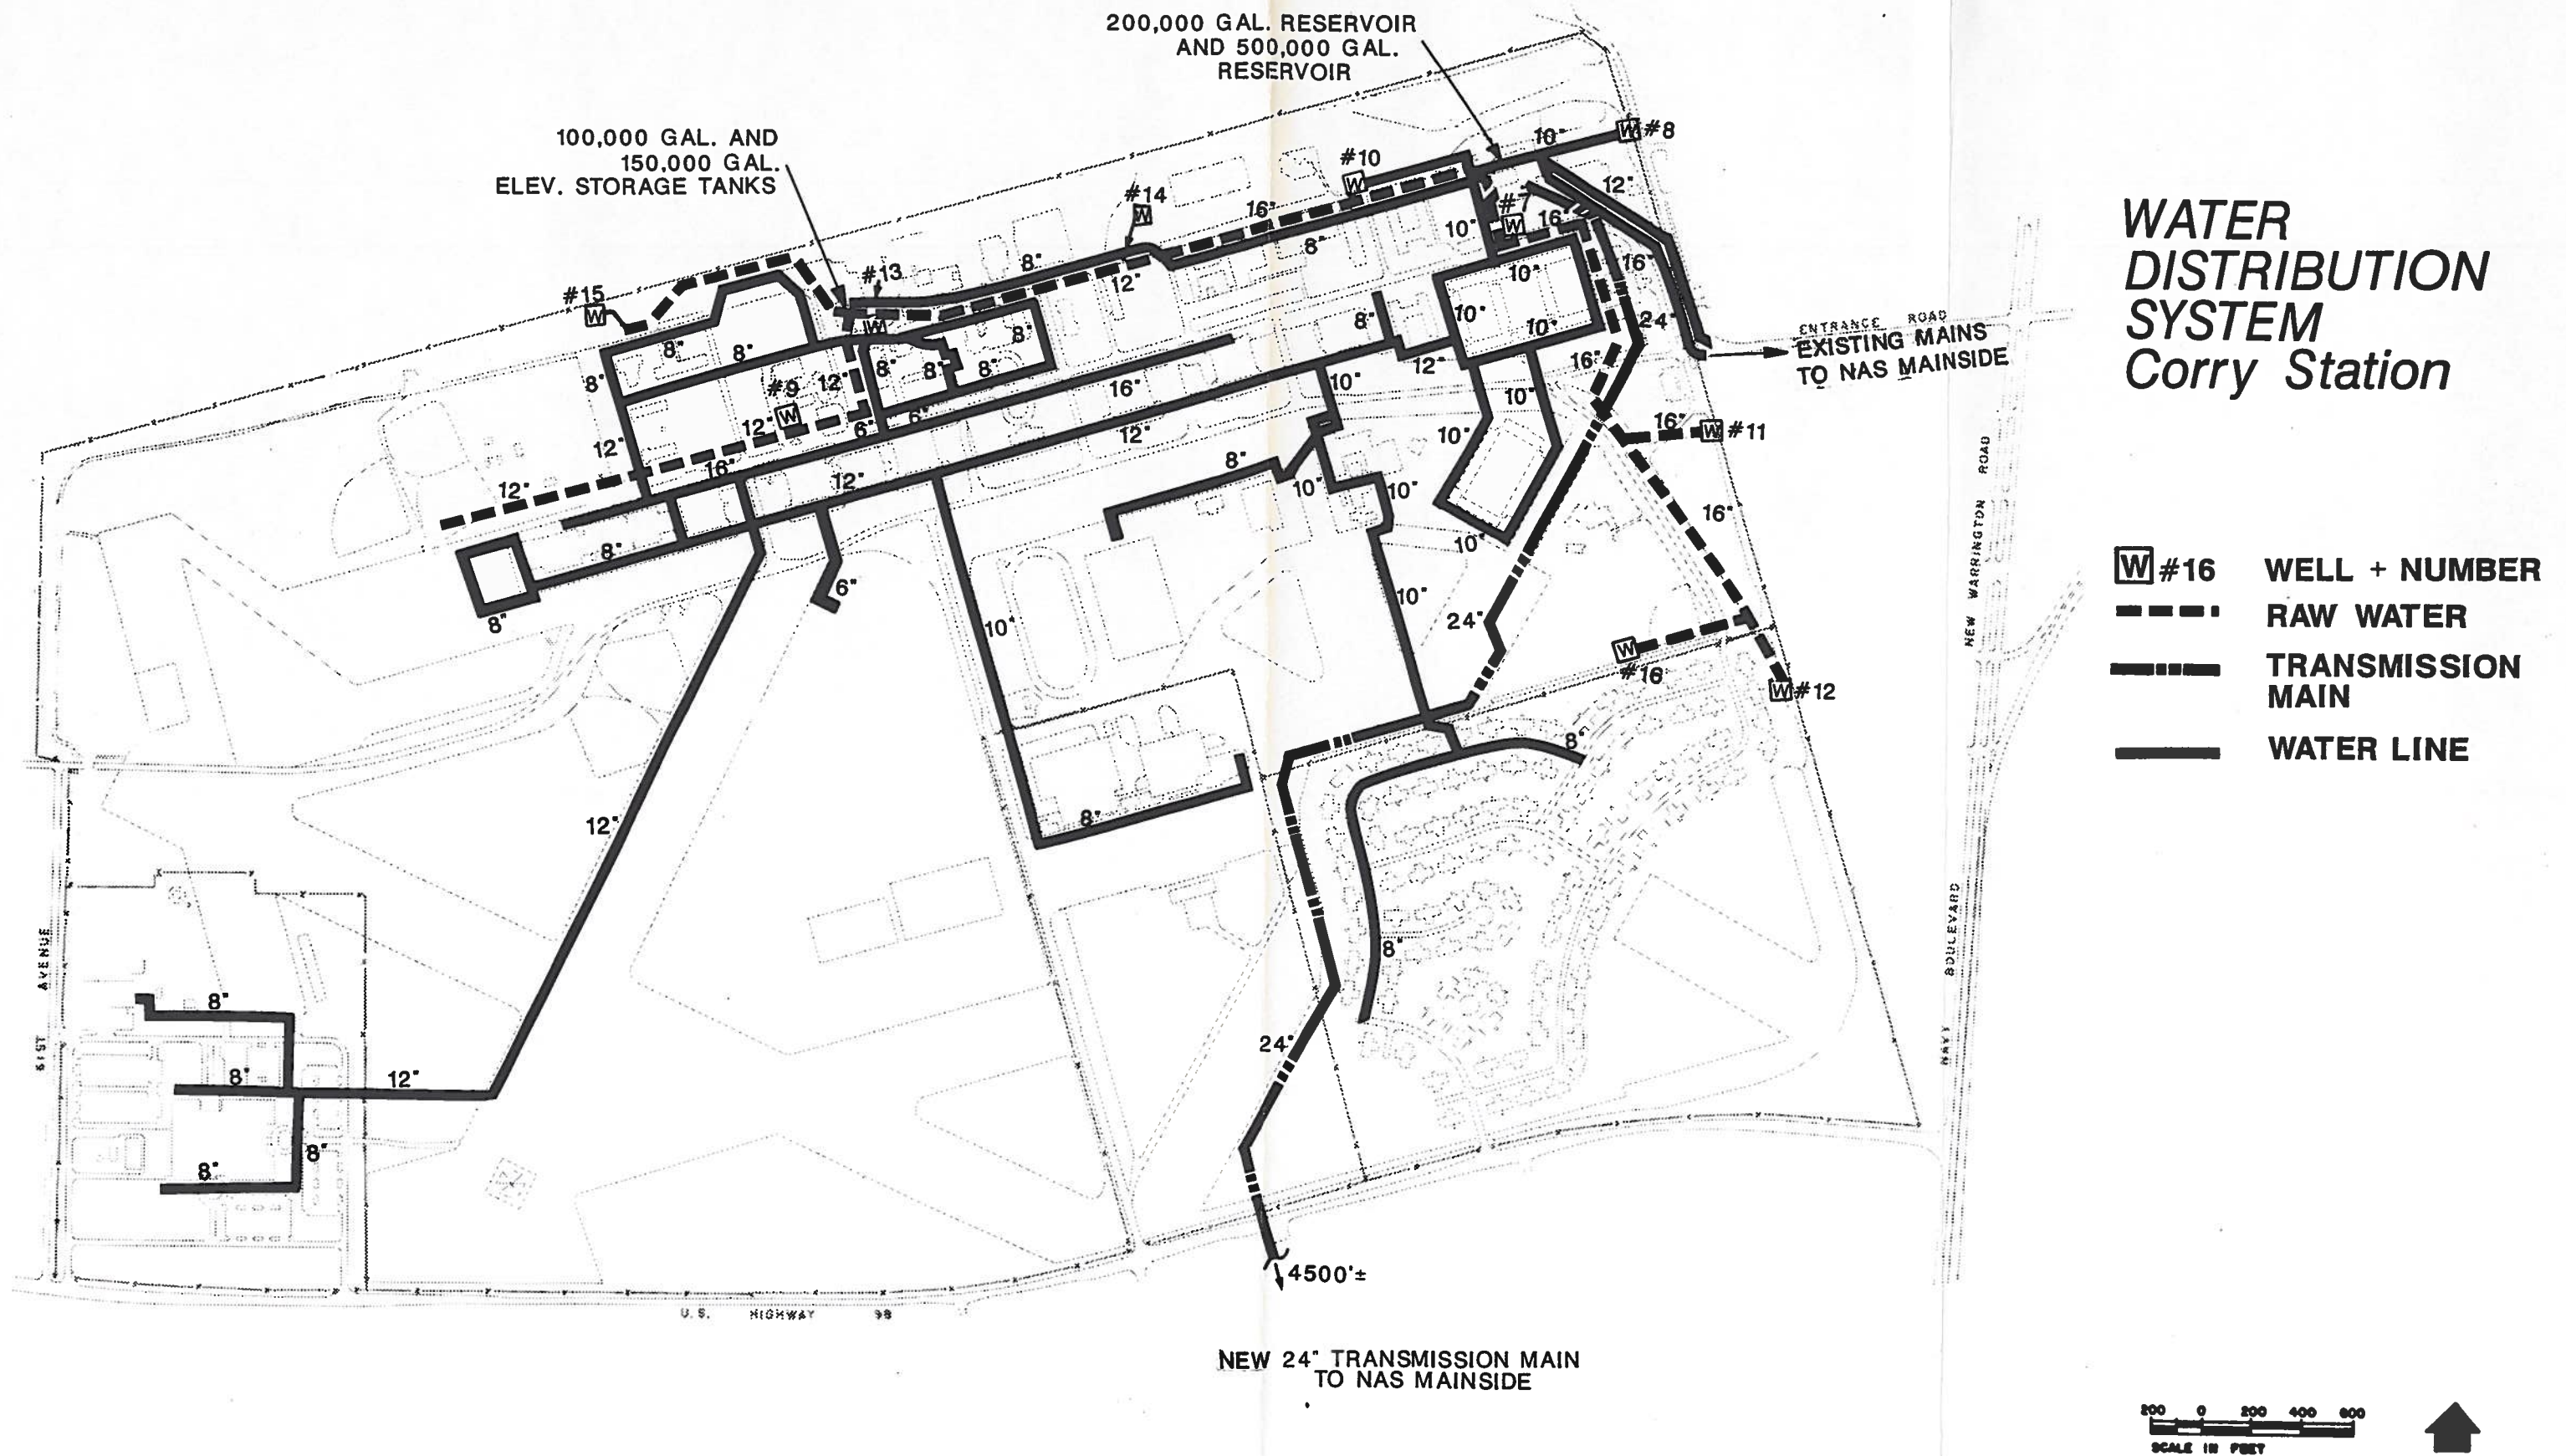 200,000 GAL. RESERVOIR
AND 500,000 GAL.
RESERVOIR
100,000 GAL. AND
150,000 GAL.
ELEV. STORAGE TANKS
WATER
DISTRIBUTION
SYSTEM
Corry Station
W #8
10"
#10
W
12"
#14
W
16"
#7
W
16"
10"
8"
8"
#13
W
12"
16"
10"
#15
W
8"
10"
10"
24"
8"
8"
8"
8"
8"
8"
8"
12"
16"
12"
10"
16"
10"
#9
W
12"
6"
6"
12"
10"
16"
W #11
12"
16"
12"
12"
8"
10"
10"
10"
16"
8"
8"
6"
10"
10"
24"
W
#16
W #12
8"
12"
8"
8"
24"
8"
8"
12"
8"
8"
ENTRANCE ROAD
EXISTING MAINS
TO NAS MAINSIDE
NEW WARRINGTON ROAD
NAVY BOULEVARD
61ST AVENUE
U.S. HIGHWAY 98
4500'±
NEW 24" TRANSMISSION MAIN
TO NAS MAINSIDE
W #16 WELL + NUMBER
RAW WATER
TRANSMISSION
MAIN
WATER LINE
200 0 200 400 600
SCALE IN FEET